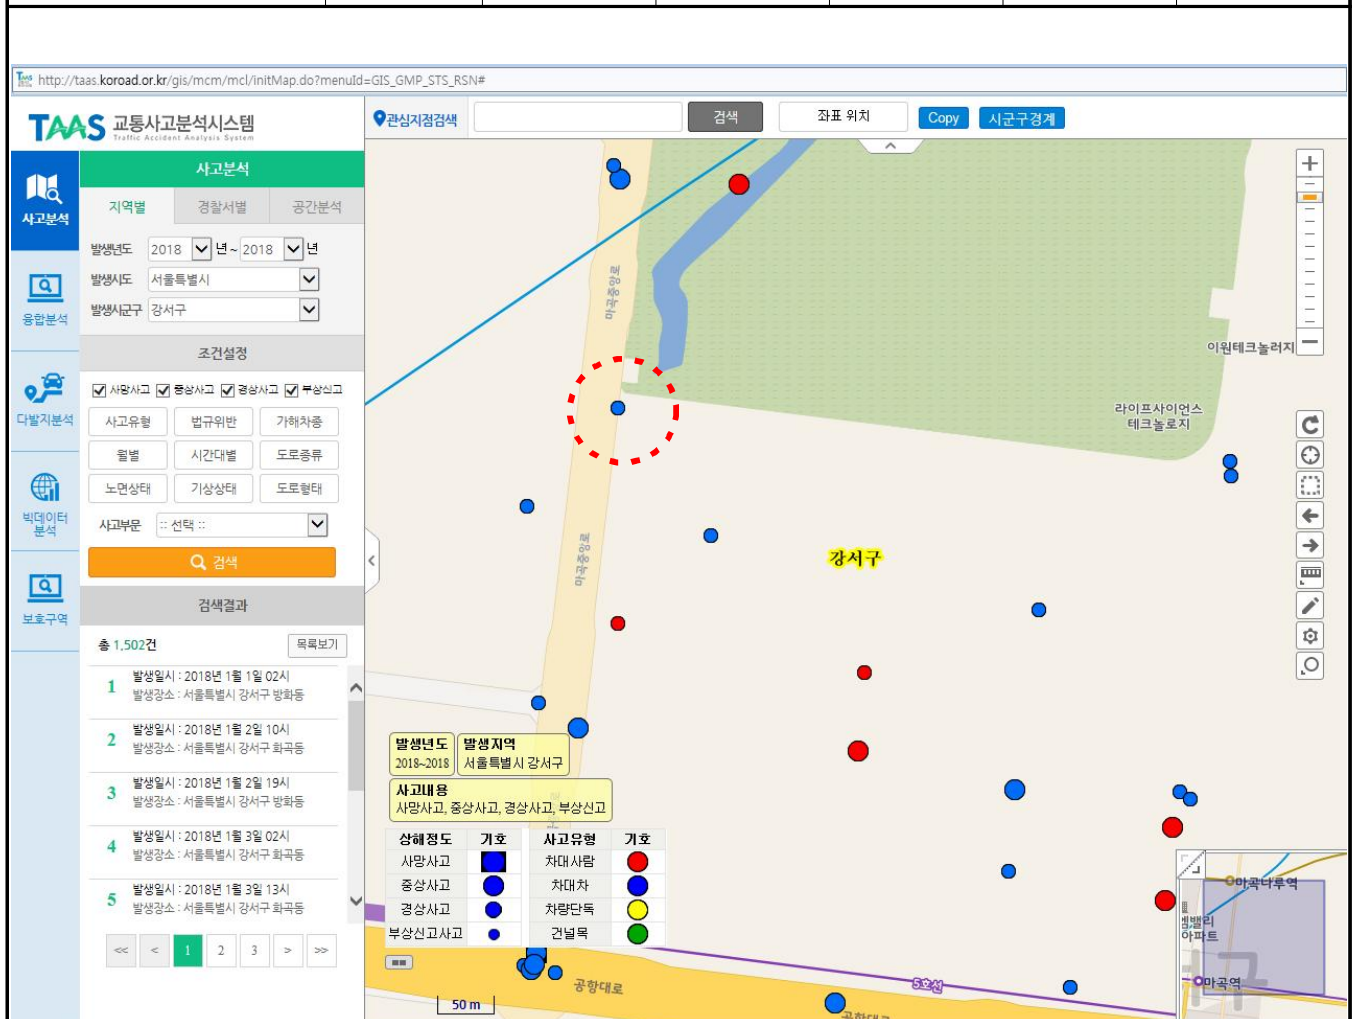 http://taas.koroad.or.kr/gis/mcm/mcl/initMap.do?menuId=GIS_GMP_STS_RSN#
TAAS 교통사고분석시스템
Traffic Accident Analysis System
관심지점검색
검색
좌표 위치
Copy
시군구경계
사고분석
융합분석
다발지분석
빅데이터
분석
보호구역
사고분석
지역별
경찰서별
공간분석
발생년도 2018 년 ~ 2018 년
발생시도 서울특별시
발생시군구 강서구
조건설정
사망사고 중상사고 경상사고 부상신고
사고유형 법규위반 가해차종
월별 시간대별 도로종류
노면상태 기상상태 도로형태
사고부문 :: 선택 ::
검색
검색결과
총 1,502건
목록보기
1 발생일시 : 2018년 1월 1일 02시
발생장소 : 서울특별시 강서구 방화동
2 발생일시 : 2018년 1월 2일 10시
발생장소 : 서울특별시 강서구 화곡동
3 발생일시 : 2018년 1월 2일 19시
발생장소 : 서울특별시 강서구 방화동
4 발생일시 : 2018년 1월 3일 02시
발생장소 : 서울특별시 강서구 화곡동
5 발생일시 : 2018년 1월 3일 13시
발생장소 : 서울특별시 강서구 화곡동
<< < 1 2 3 > >>
마곡중앙로
마곡중앙로
이원테크놀러지
라이프사이언스
테크놀로지
강서구
발생년도
2018~2018
발생지역
서울특별시 강서구
사고내용
사망사고, 중상사고, 경상사고, 부상신고
상해정도 기호 사고유형 기호
사망사고 차대사람
중상사고 차대차
경상사고 차량단독
부상신고사고 건널목
공항대로
5호선
50 m
마곡나루역
엠밸리
아파트
마곡역
구